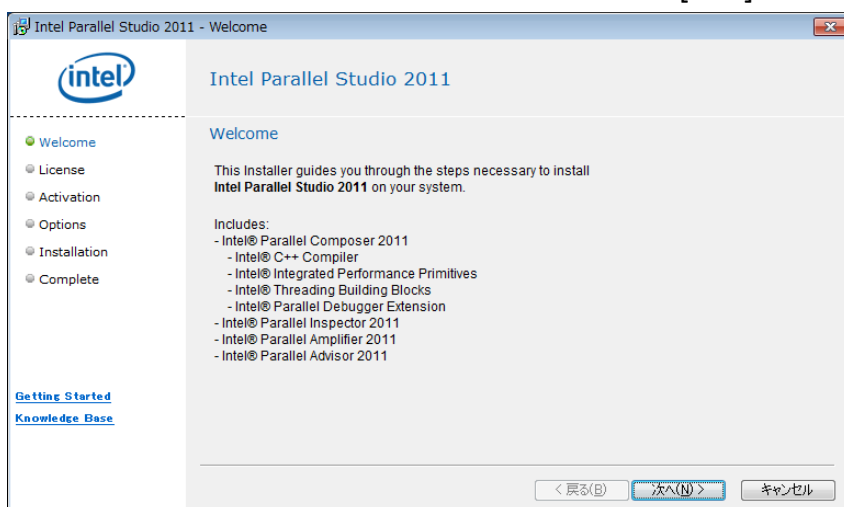 Intel Parallel Studio 2011 - Welcome
intel
Intel Parallel Studio 2011
Welcome
License
Activation
Options
Installation
Complete
Getting Started
Knowledge Base
Welcome
This Installer guides you through the steps necessary to install
Intel Parallel Studio 2011 on your system.
Includes:
- Intel® Parallel Composer 2011
- Intel® C++ Compiler
- Intel® Integrated Performance Primitives
- Intel® Threading Building Blocks
- Intel® Parallel Debugger Extension
- Intel® Parallel Inspector 2011
- Intel® Parallel Amplifier 2011
- Intel® Parallel Advisor 2011
< 戻る(B) 次へ(N) > キャンセル